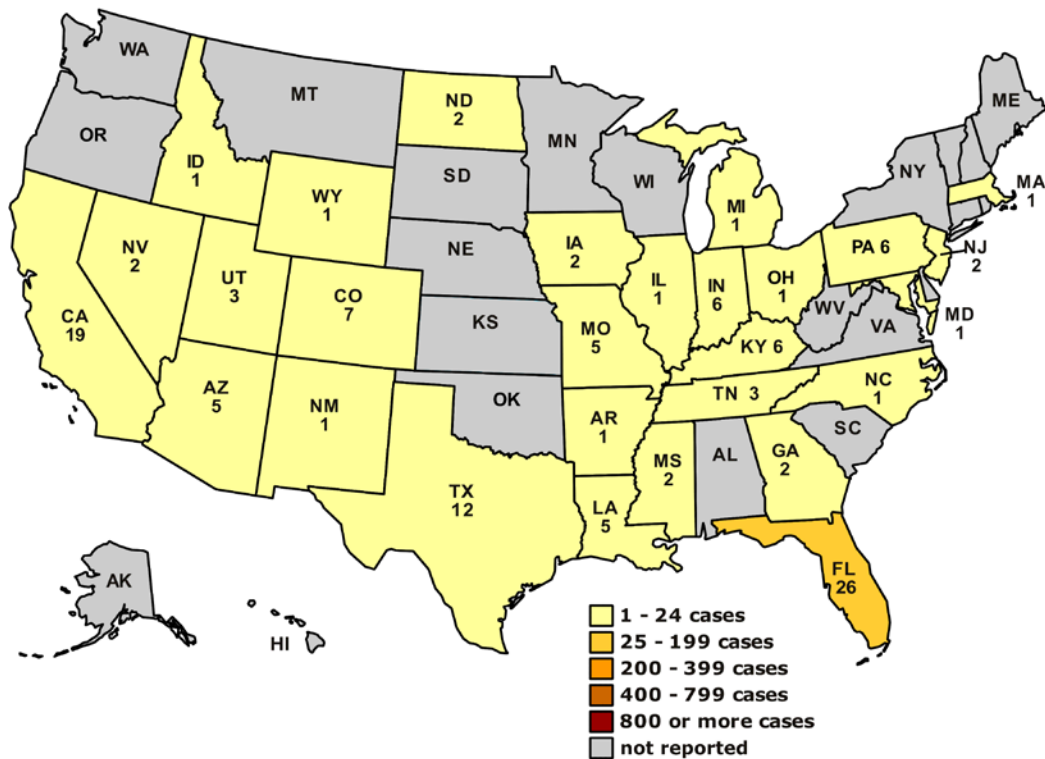 WA
MT
ND
2
MN
ME
OR
ID
1
SD
WI
NY
MA
1
WY
1
MI
1
NV
2
UT
3
NE
IA
2
PA 6
NJ
2
CA
19
CO
7
IL
1
IN
6
OH
1
WV
VA
MD
1
KS
MO
5
KY 6
AZ
5
NM
1
OK
AR
1
TN 3
NC
1
SC
MS
2
AL
GA
2
TX
12
LA
5
FL
26
AK
HI
1 - 24 cases
25 - 199 cases
200 - 399 cases
400 - 799 cases
800 or more cases
not reported